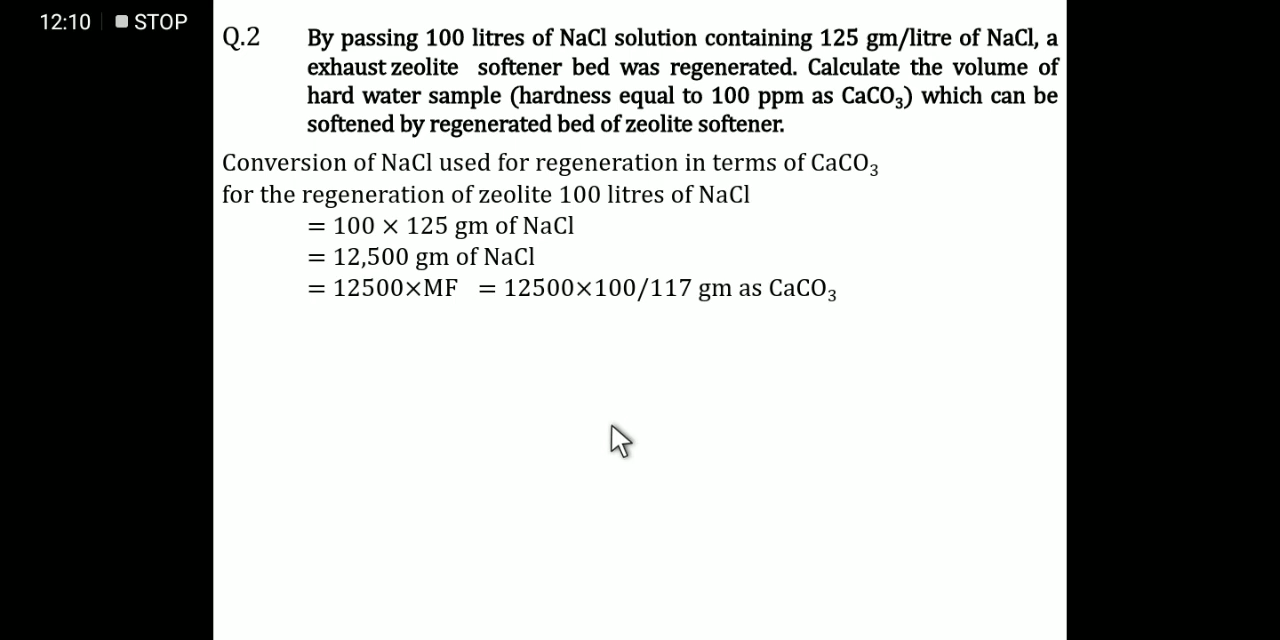 12:10 STOP
Q.2 By passing 100 litres of NaCl solution containing 125 gm/litre of NaCl, a
exhaust zeolite softener bed was regenerated. Calculate the volume of
hard water sample (hardness equal to 100 ppm as CaCO₃) which can be
softened by regenerated bed of zeolite softener.
Conversion of NaCl used for regeneration in terms of CaCO₃
for the regeneration of zeolite 100 litres of NaCl
= 100 × 125 gm of NaCl
= 12,500 gm of NaCl
= 12500×MF = 12500×100/117 gm as CaCO₃